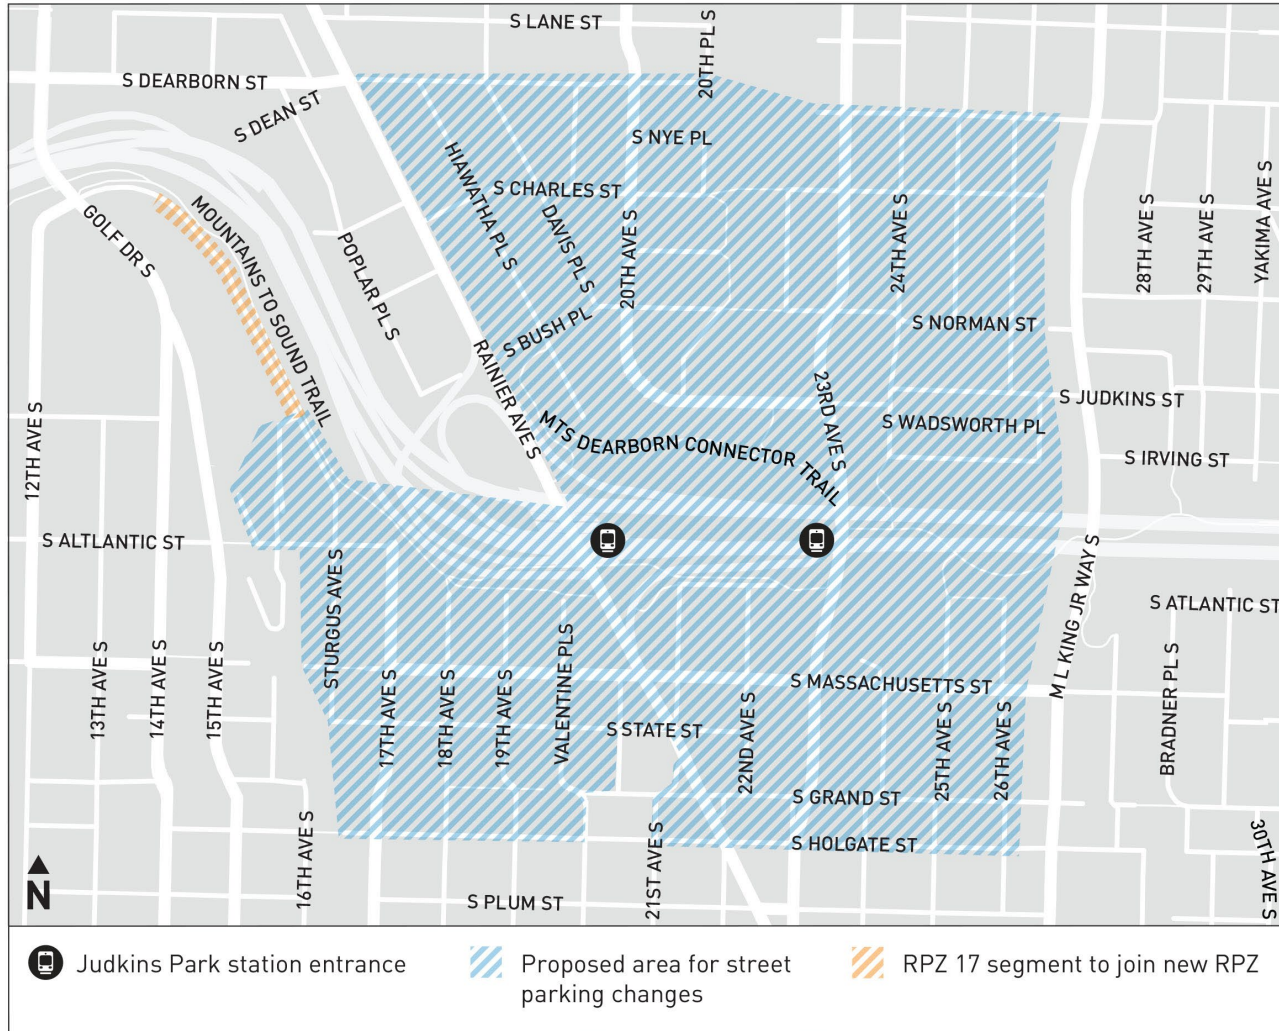 S LANE ST
20TH PL S
S DEARBORN ST
S DEAN ST
S NYE PL
HIAWATHA PL S
S CHARLES ST
DAVIS PL S
20TH AVE S
24TH AVE S
28TH AVE S
29TH AVE S
YAKIMA AVE S
GOLF DR S
MOUNTAINS TO SOUND TRAIL
POPLAR PL S
S BUSH PL
S NORMAN ST
RAINIER AVE S
23RD AVE S
S JUDKINS ST
12TH AVE S
MTS DEARBORN CONNECTOR TRAIL
S WADSWORTH PL
S IRVING ST
S ALTLANTIC ST
STURGUS AVE S
M L KING JR WAY S
S ATLANTIC ST
13TH AVE S
14TH AVE S
15TH AVE S
17TH AVE S
18TH AVE S
19TH AVE S
VALENTINE PLS
S MASSACHUSETTS ST
S STATE ST
22ND AVE S
25TH AVE S
26TH AVE S
BRADNER PL S
S GRAND ST
16TH AVE S
21ST AVE S
S HOLGATE ST
30TH AVE S
N
S PLUM ST
Judkins Park station entrance
Proposed area for street
parking changes
RPZ 17 segment to join new RPZ